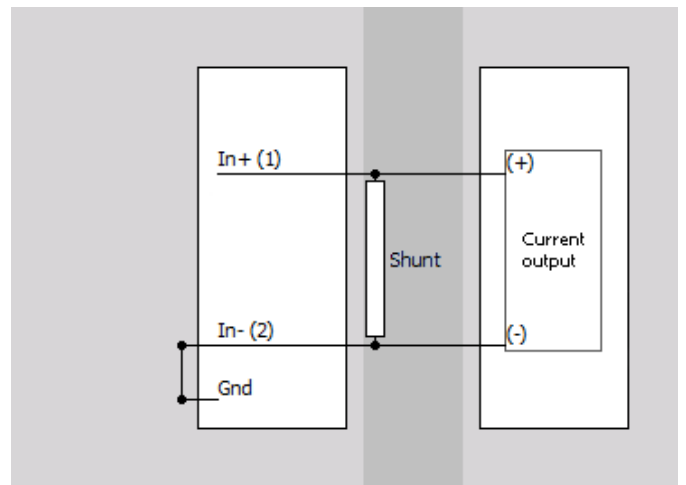 In+ (1)
(+)
Current
output
Shunt
In- (2)
(-)
Gnd